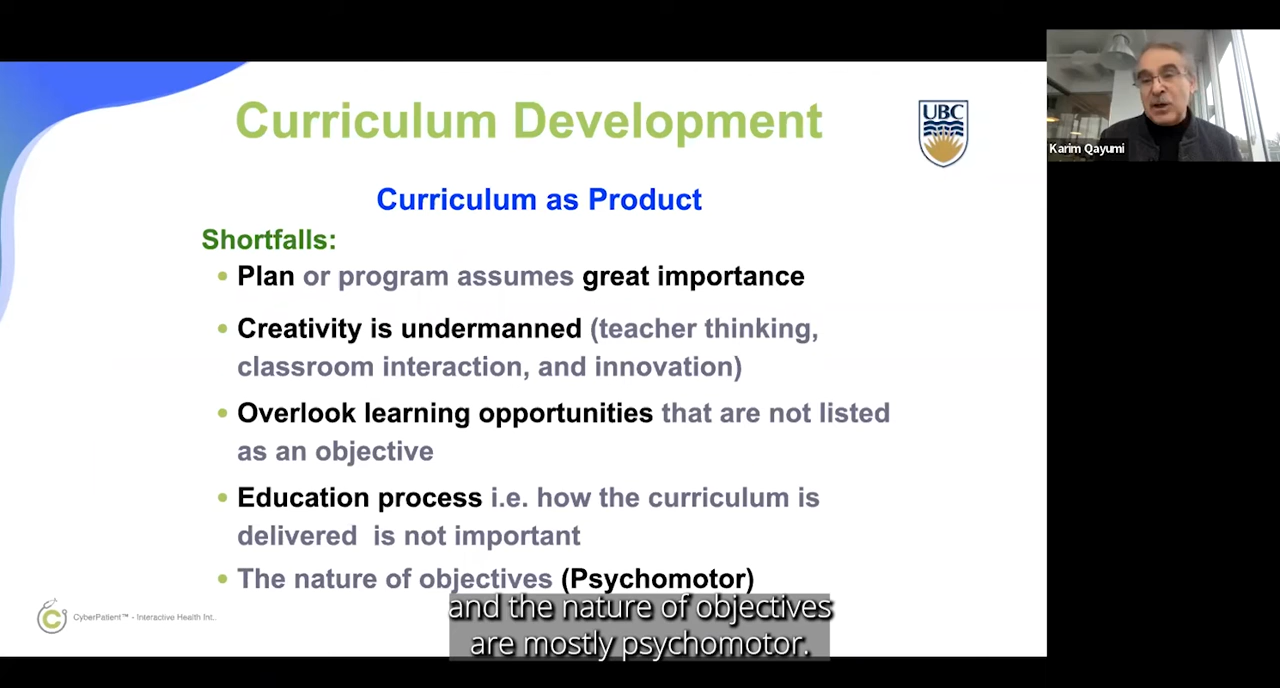 Curriculum Development
UBC
Karim Qayumi
Curriculum as Product
Shortfalls:
• Plan or program assumes great importance
• Creativity is undermanned (teacher thinking,
classroom interaction, and innovation)
• Overlook learning opportunities that are not listed
as an objective
• Education process i.e. how the curriculum is
delivered is not important
• The nature of objectives (Psychomotor)
C CyberPatient™ - Interactive Health Int..
and the nature of objectives
are mostly psychomotor.